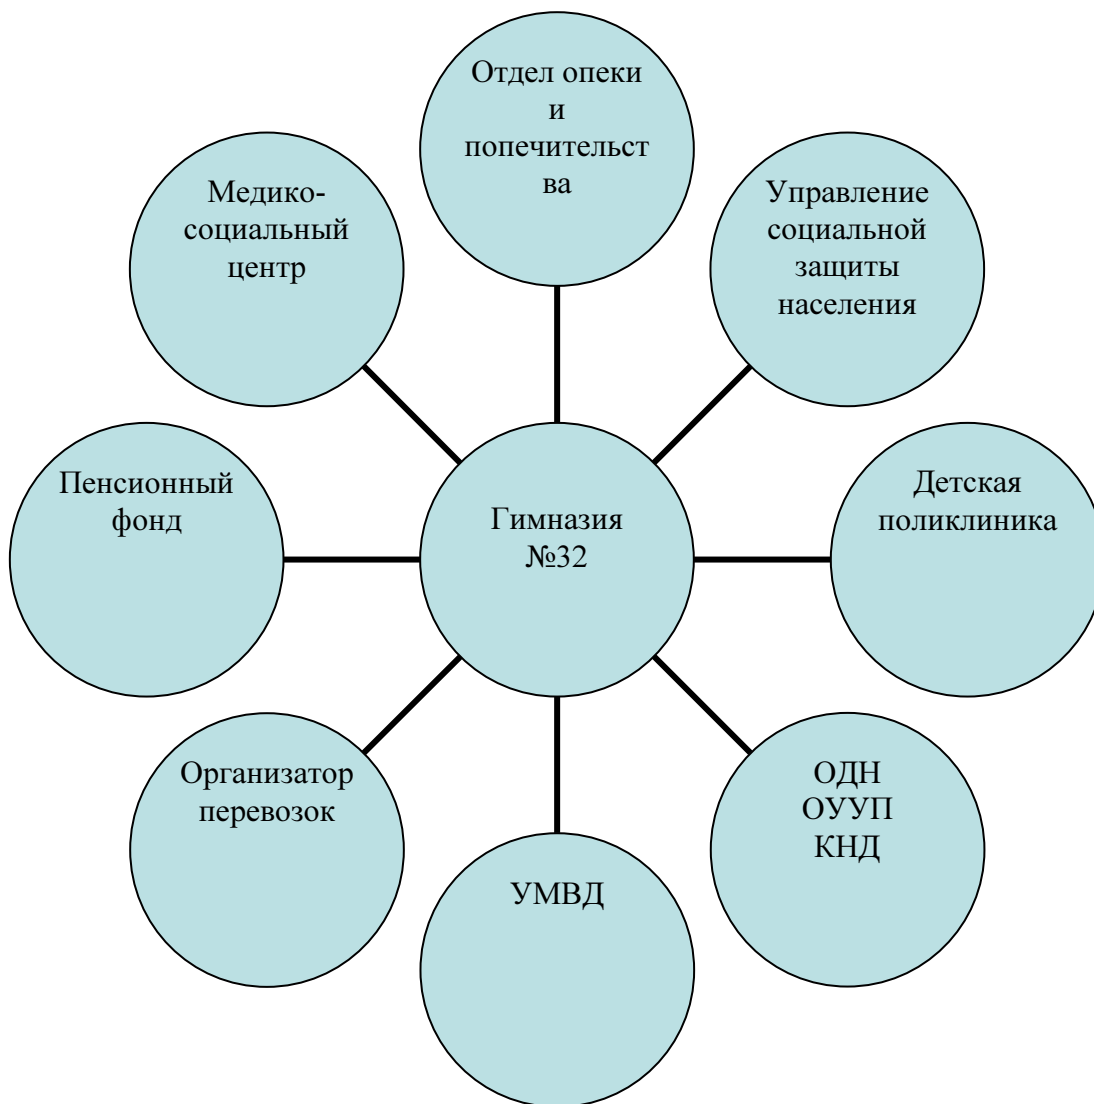 Отдел опеки
и
попечительст
ва
Медико-
социальный
центр
Управление
социальной
защиты
населения
Пенсионный
фонд
Гимназия
№32
Детская
поликлиника
Организатор
перевозок
УМВД
ОДН
ОУУП
КНД